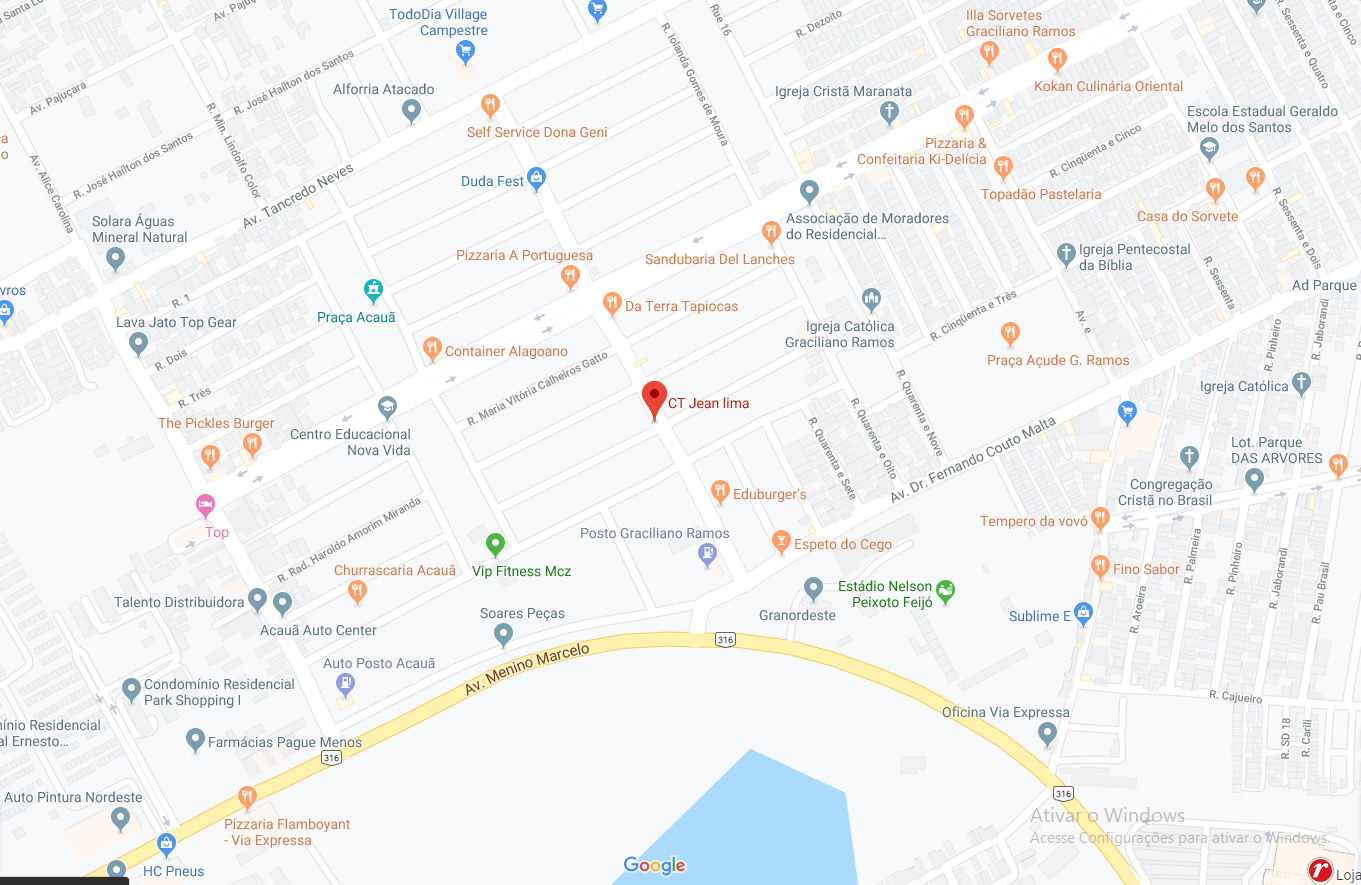 Av. Pajuçara
TodoDia Village
Campestre
R. Iolanda Gomes de Moura
Rua 16
R. Dezoito
Illa Sorvetes
Graciliano Ramos
Kokan Culinária Oriental
R. Sessenta e Quatro
Av. Pajuçara
R. José Hailton dos Santos
Alforria Atacado
Igreja Cristã Maranata
Escola Estadual Geraldo
Melo dos Santos
Self Service Dona Geni
Pizzaria &
Confeitaria Ki-Delícia
R. Cinqüenta e Cinco
R. José Hailton dos Santos
R. Min. Lindolfo Color
Av. Alice Carolina
Av. Tancredo Neves
Duda Fest
Topadão Pastelaria
Casa do Sorvete
R. Sessenta e Dois
Solara Águas
Mineral Natural
Associação de Moradores
do Residencial...
Pizzaria A Portuguesa
Sandubaria Del Lanches
Igreja Pentecostal
da Bíblia
R. Sessenta
Ad Parque
vros
R. 1
Praça Acauã
Da Terra Tapiocas
Igreja Católica
Graciliano Ramos
R. Cinqüenta e Três
Av. e
R. Jaborandi
R. Pinheiro
Lava Jato Top Gear
R. Dois
Container Alagoano
Praça Açude G. Ramos
R. Três
R. Maria Vitória Calheiros Gatto
CT Jean lima
R. Quarenta e Nove
Igreja Católica
The Pickles Burger
Centro Educacional
Nova Vida
R. Quarenta e Sete
R. Quarenta e Oito
Av. Dr. Fernando Couto Malta
Lot. Parque
DAS ARVORES
Congregação
Cristã no Brasil
Eduburger's
Top
R. Rad. Haroldo Amorim Miranda
Posto Graciliano Ramos
Espeto do Cego
Tempero da vovó
R. Palmeira
R. Pinheiro
R. Jaborandi
R. Pau Brasil
Vip Fitness Mcz
Churrascaria Acauã
Fino Sabor
Talento Distribuidora
Acauã Auto Center
Soares Peças
Granordeste
Estádio Nelson
Peixoto Feijó
Sublime E
R. Aroeira
316
Av. Menino Marcelo
Auto Posto Acauã
Condomínio Residencial
Park Shopping I
R. Cajueiro
ínio Residencial
al Ernesto...
Farmácias Pague Menos
316
Oficina Via Expressa
R. SD 18
R. Carili
Auto Pintura Nordeste
316
Pizzaria Flamboyant
- Via Expressa
Ativar o Windows
Acesse Configurações para ativar o Windows.
HC Pneus
Google
Loja